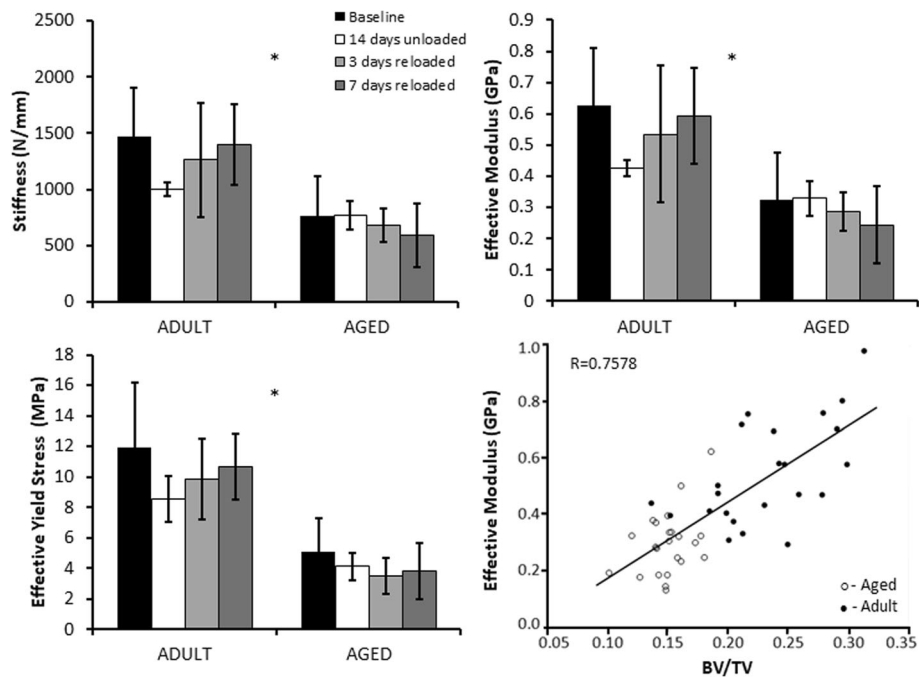 2500
2000
1500
1000
500
0
Stiffness (N/mm)
*
Baseline
14 days unloaded
3 days reloaded
7 days reloaded
ADULT
AGED
0.9
0.8
0.7
0.6
0.5
0.4
0.3
0.2
0.1
0
Effective Modulus (GPa)
*
ADULT
AGED
18
16
14
12
10
8
6
4
2
0
Effective Yield Stress (MPa)
*
ADULT
AGED
R=0.7578
1.0
0.8
0.6
0.4
0.2
0.0
Effective Modulus (GPa)
- Aged
- Adult
0.05 0.10 0.15 0.20 0.25 0.30 0.35
BV/TV